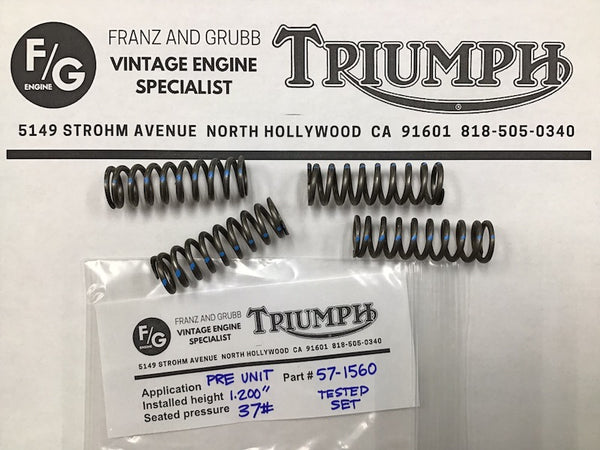 F/G
ENGINE
FRANZ AND GRUBB
VINTAGE ENGINE
SPECIALIST
TRIUMPH
5149 STROHM AVENUE NORTH HOLLYWOOD CA 91601 818-505-0340
F/G
ENGINE
FRANZ AND GRUBB
VINTAGE ENGINE
SPECIALIST
TRIUMPH
5149 STROHM AVENUE NORTH HOLLYWOOD CA 91601 818-505-0340
Application PRE UNIT Part # 57-1560
Installed height 1.200"
Seated pressure 37#
TESTED
SET